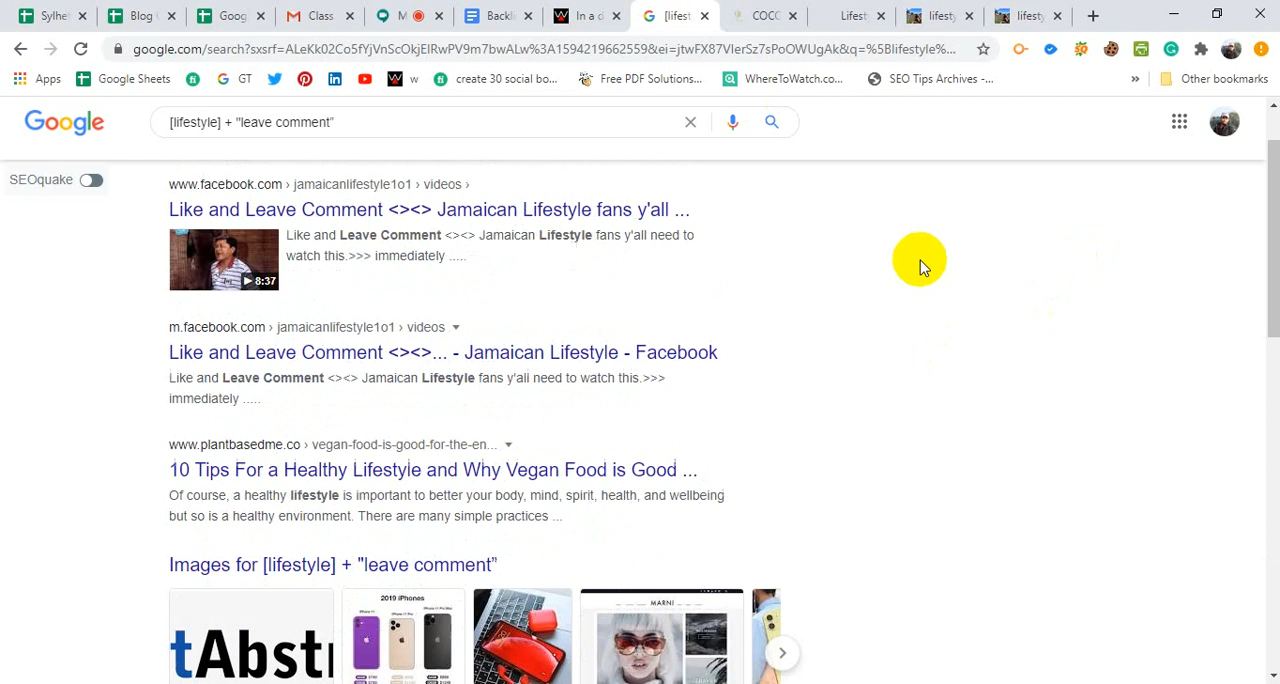 Sylhe
Blog
Goog
Class
M
Backli
In a d
[lifest
COCC
Lifest
lifesty
lifesty
google.com/search?sxsrf=ALeKk02Co5fYjVnScOkjElRwPV9m7bwALw%3A1594219662559&ei=jtwFX87VIerSz7sPoOWUgAk&q=%5Blifestyle%...
Apps
Google Sheets
GT
w
create 30 social bo...
Free PDF Solutions...
WhereToWatch.co...
SEO Tips Archives -...
»
Other bookmarks
Google
[lifestyle] + "leave comment"
SEOquake
www.facebook.com › jamaicanlifestyle1o1 › videos ›
Like and Leave Comment <><> Jamaican Lifestyle fans y'all ...
Like and Leave Comment <><> Jamaican Lifestyle fans y'all need to
watch this.>>> immediately .....
8:37
m.facebook.com › jamaicanlifestyle1o1 › videos
Like and Leave Comment <><>... - Jamaican Lifestyle - Facebook
Like and Leave Comment <><> Jamaican Lifestyle fans y'all need to watch this.>>>
immediately .....
www.plantbasedme.co › vegan-food-is-good-for-the-en...
10 Tips For a Healthy Lifestyle and Why Vegan Food is Good ...
Of course, a healthy lifestyle is important to better your body, mind, spirit, health, and wellbeing
but so is a healthy environment. There are many simple practices ...
Images for [lifestyle] + "leave comment"
tAbstr
2019 iPhones
MARNI